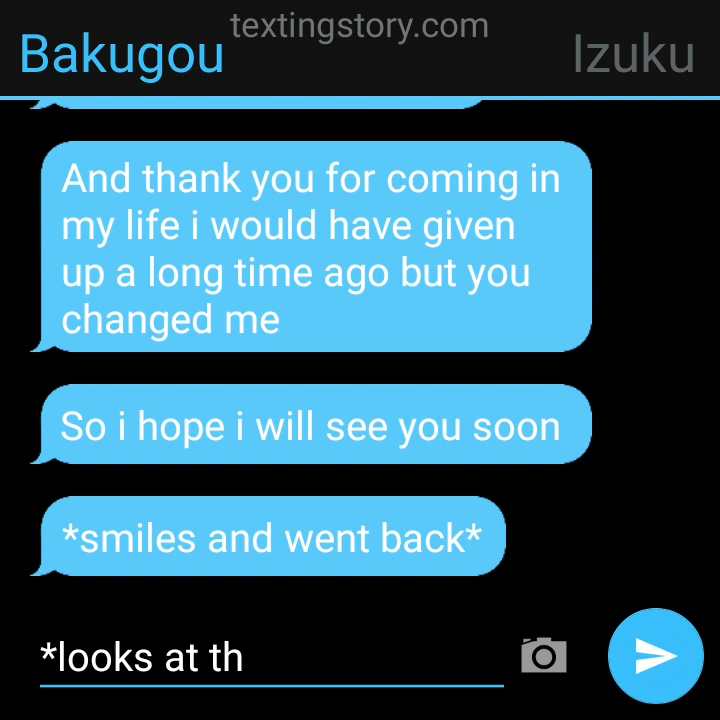 textingstory.com
Bakugou
Izuku
And thank you for coming in
my life i would have given
up a long time ago but you
changed me
So i hope i will see you soon
*smiles and went back*
*looks at th